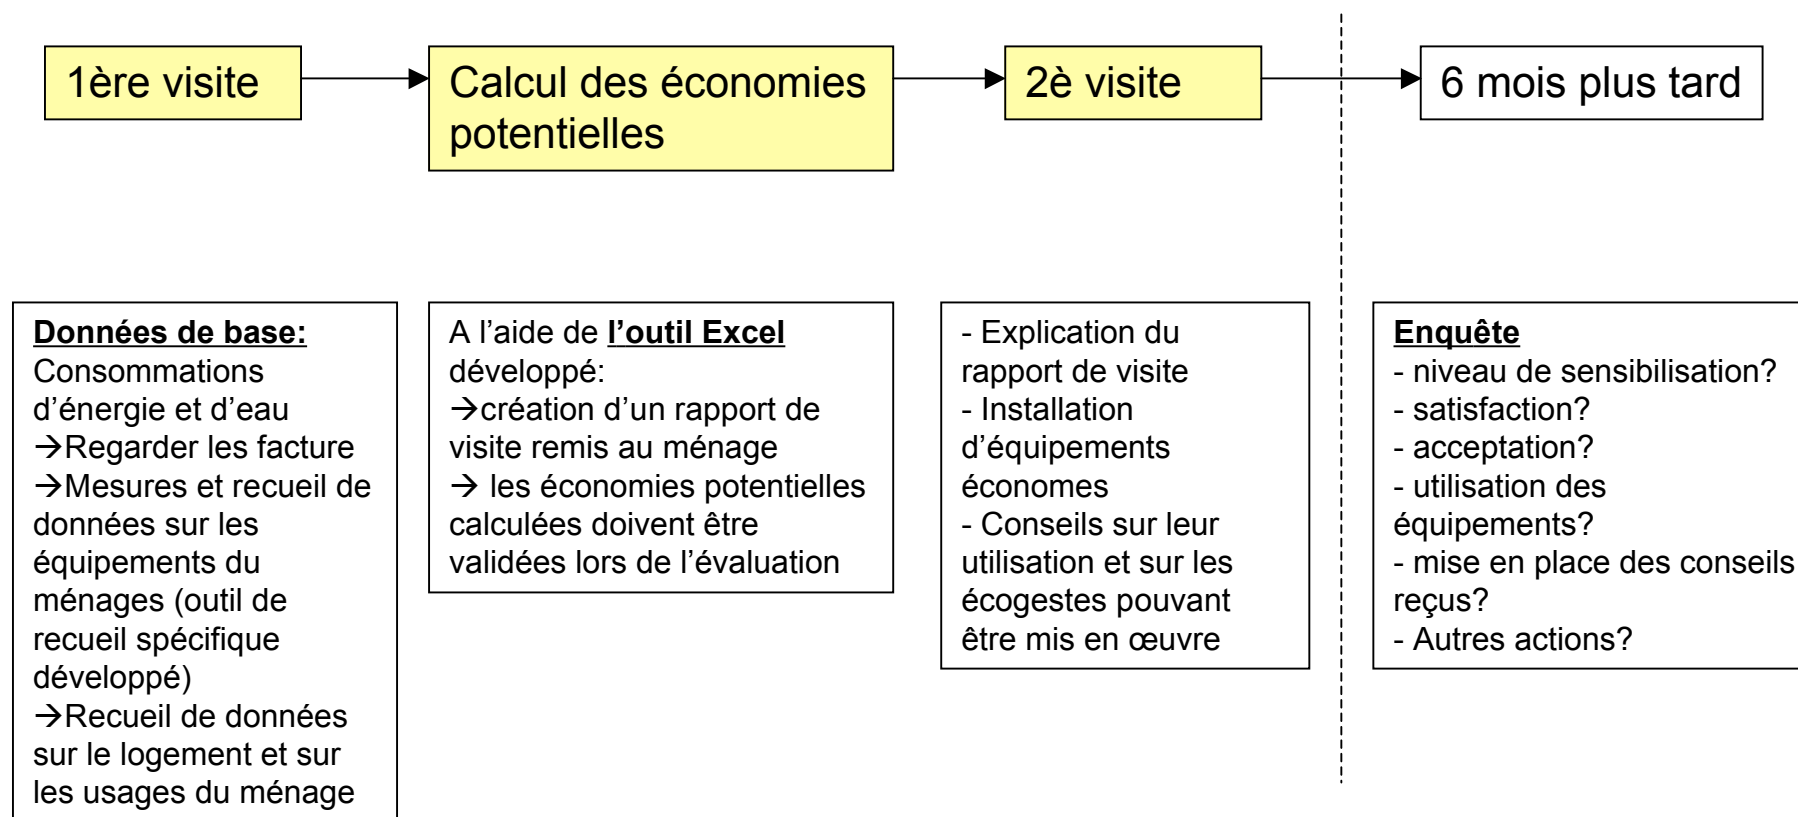 1ère visite
Calcul des économies
potentielles
2è visite
6 mois plus tard
Données de base:
Consommations
d’énergie et d’eau
→Regarder les facture
→Mesures et recueil de
données sur les
équipements du
ménages (outil de
recueil spécifique
développé)
→Recueil de données
sur le logement et sur
les usages du ménage
A l’aide de l’outil Excel
développé:
→création d’un rapport de
visite remis au ménage
→ les économies potentielles
calculées doivent être
validées lors de l’évaluation
- Explication du
rapport de visite
- Installation
d’équipements
économes
- Conseils sur leur
utilisation et sur les
écogestes pouvant
être mis en œuvre
Enquête
- niveau de sensibilisation?
- satisfaction?
- acceptation?
- utilisation des
équipements?
- mise en place des conseils
reçus?
- Autres actions?